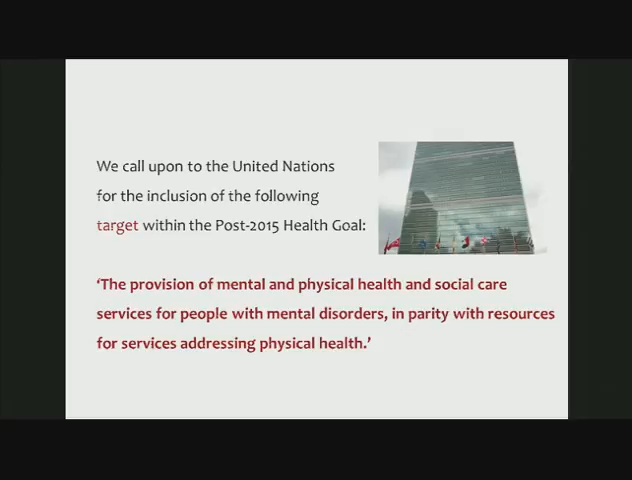 We call upon to the United Nations
for the inclusion of the following
target within the Post-2015 Health Goal:
‘The provision of mental and physical health and social care
services for people with mental disorders, in parity with resources
for services addressing physical health.’